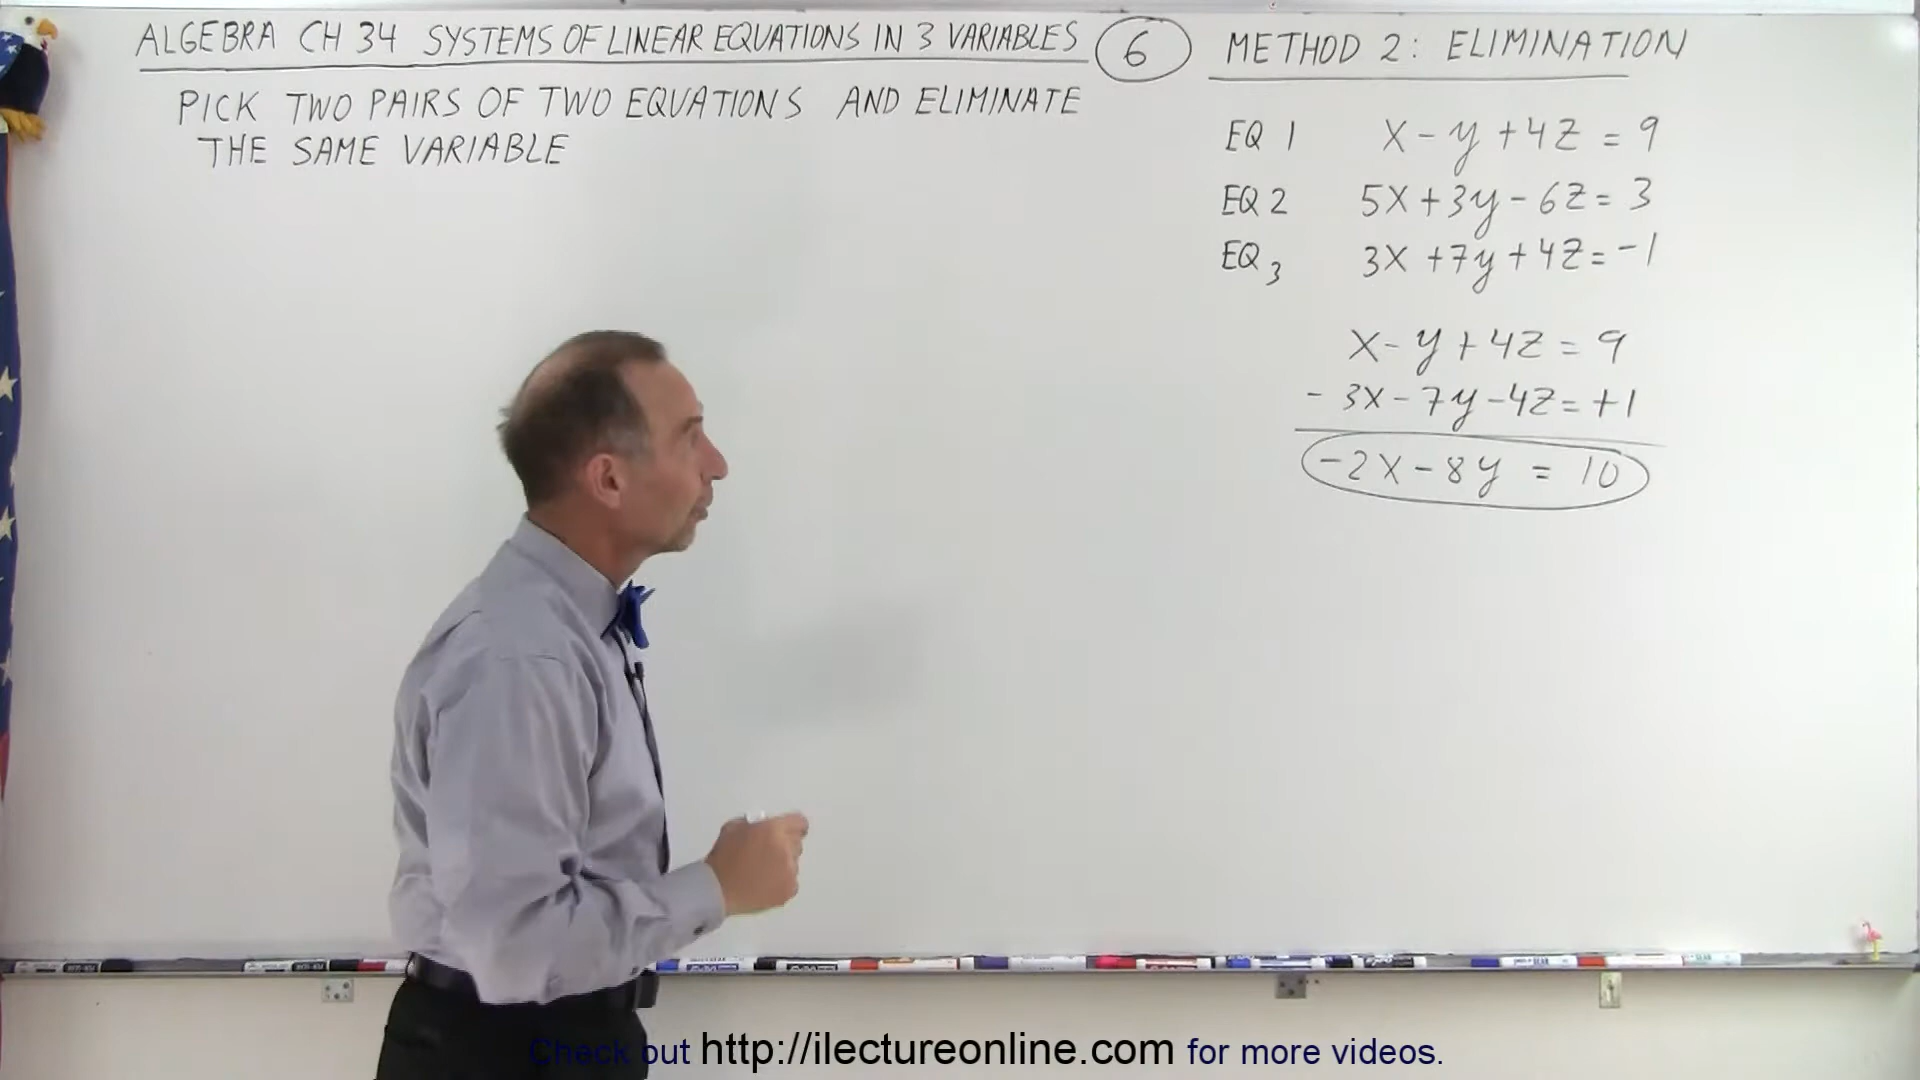 ALGEBRA CH 34 SYSTEMS OF LINEAR EQUATIONS IN 3 VARIABLES 6
PICK TWO PAIRS OF TWO EQUATIONS AND ELIMINATE
THE SAME VARIABLE
METHOD 2: ELIMINATION
EQ 1 X - y + 4Z = 9
EQ 2 5X + 3y - 6Z = 3
EQ 3 3X + 7y + 4Z = -1
X - y + 4Z = 9
- 3X - 7y - 4Z = +1
-2X - 8y = 10
Check out http://ilectureonline.com for more videos.